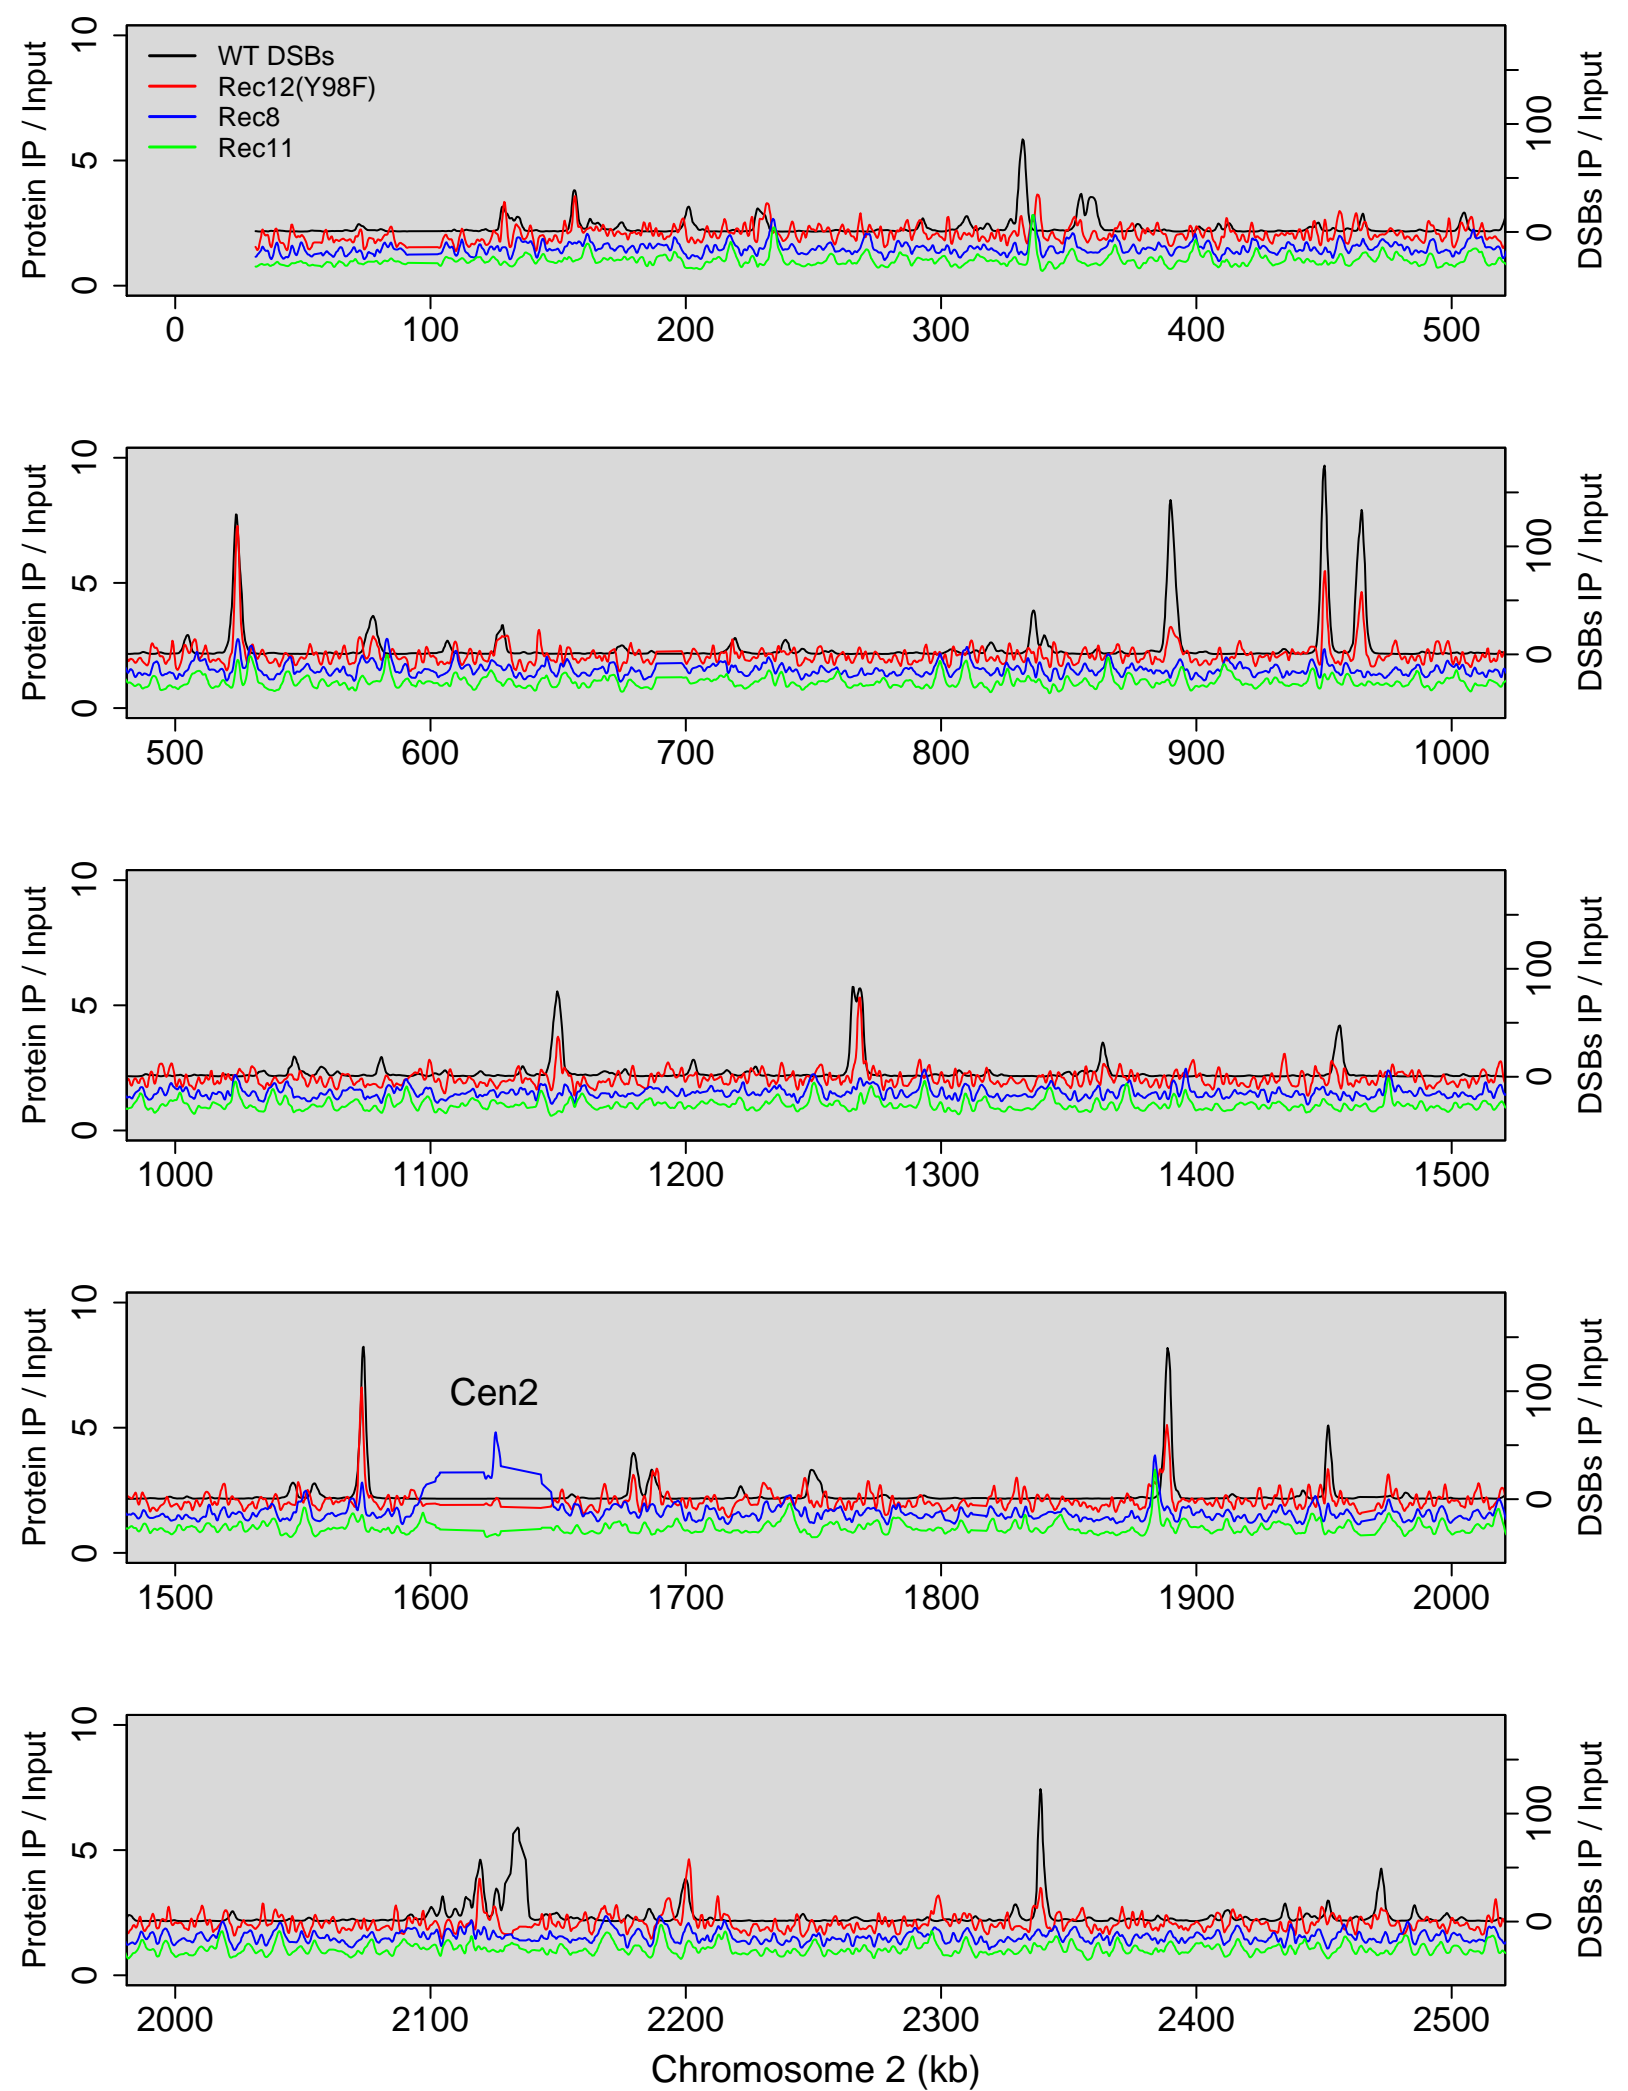 Protein IP / Input
0 5 10
WT DSBs
Rec12(Y98F)
Rec8
Rec11
0 100
DSBs IP / Input
0 100 200 300 400 500
Protein IP / Input
0 5 10
0 100
DSBs IP / Input
500 600 700 800 900 1000
Protein IP / Input
0 5 10
0 100
DSBs IP / Input
1000 1100 1200 1300 1400 1500
Protein IP / Input
0 5 10
Cen2
0 100
DSBs IP / Input
1500 1600 1700 1800 1900 2000
Protein IP / Input
0 5 10
0 100
DSBs IP / Input
2000 2100 2200 2300 2400 2500
Chromosome 2 (kb)